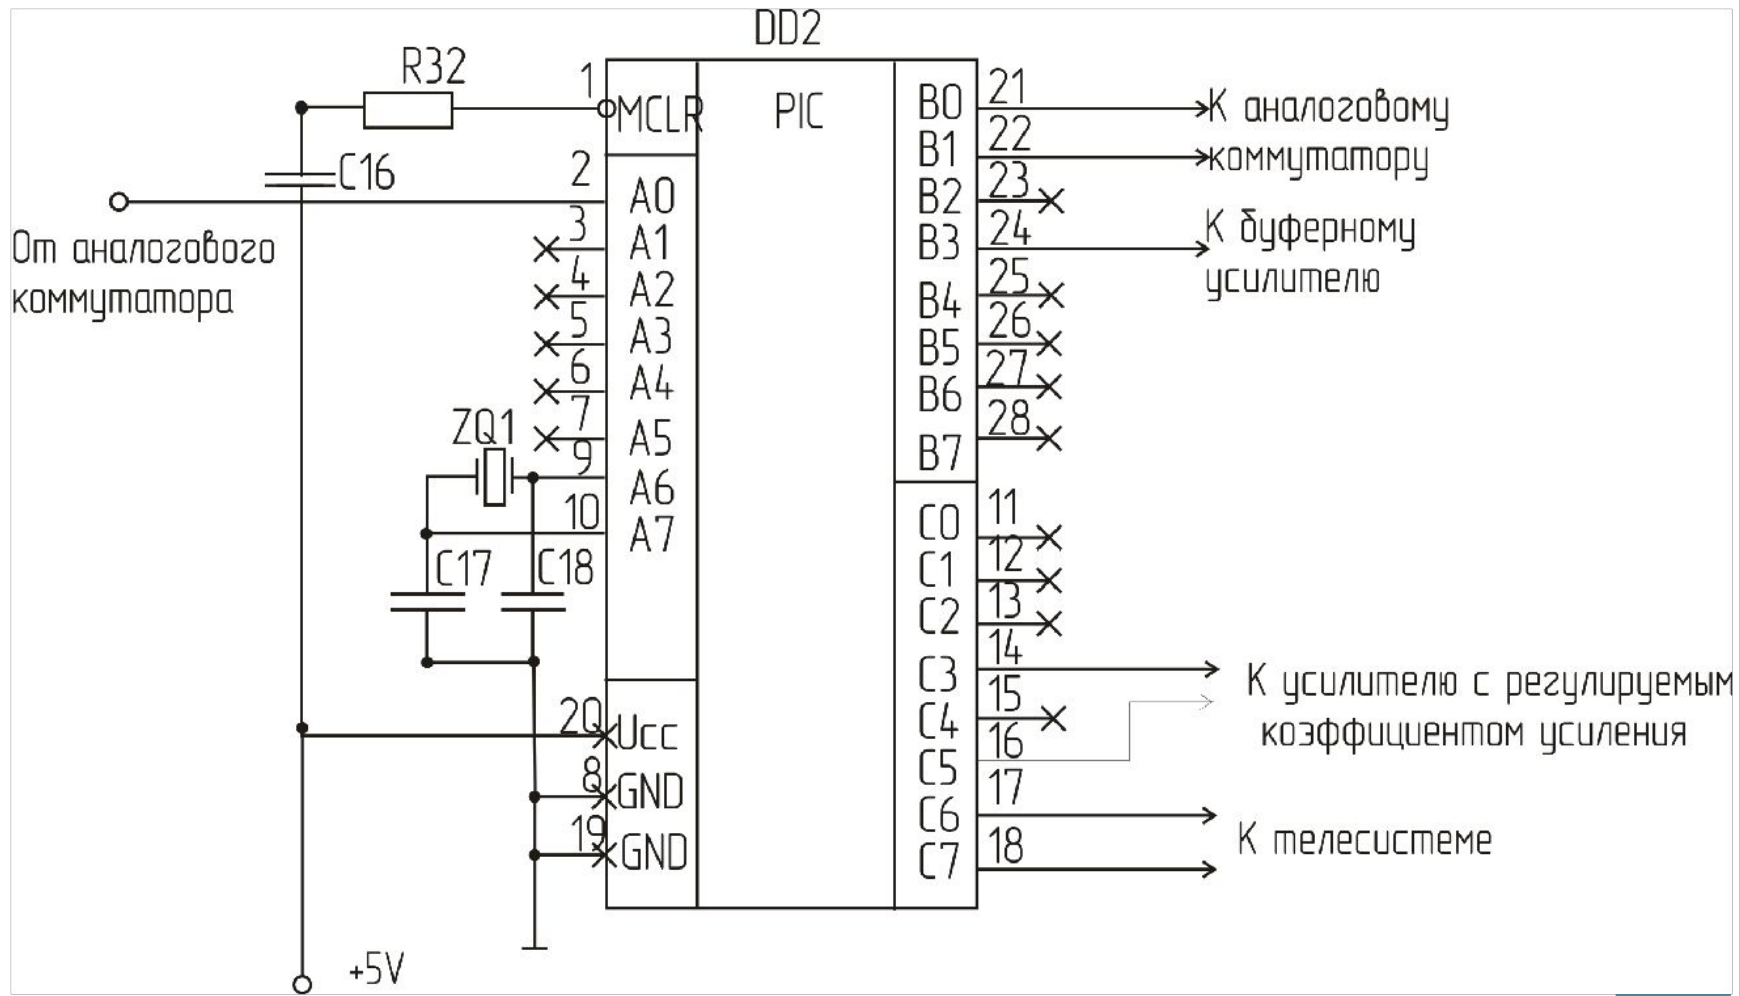 DD2
R32
1
MCLR
PIC
B0
21
К аналоговому
C16
2
A0
B1
22
коммутатору
От аналогового
коммутатора
3
A1
B2
23
4
A2
B3
24
К буферному
усилителю
5
A3
B4
25
6
A4
B5
26
7
A5
B6
27
ZQ1
9
A6
B7
28
10
A7
C0
11
C17
C18
C1
12
C2
13
C3
14
К усилителю с регулируемым
коэффициентом усиления
20
Ucc
C4
15
C5
16
8
GND
C6
17
К телесистеме
19
GND
C7
18
+5V